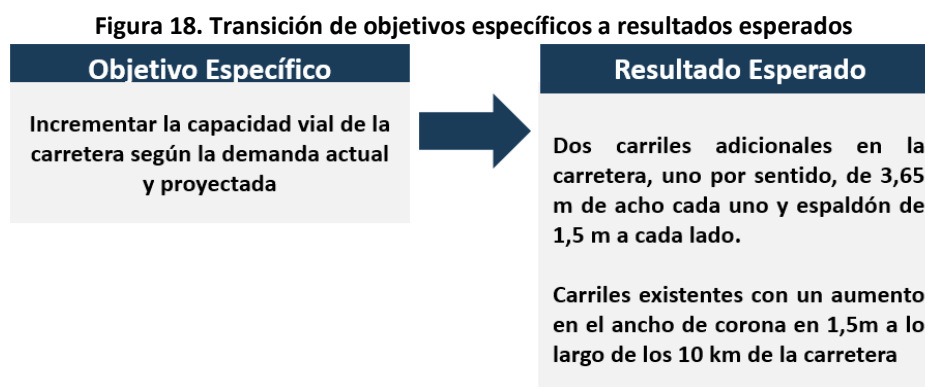 Figura 18. Transición de objetivos específicos a resultados esperados
Objetivo Específico
Incrementar la capacidad vial de la
carretera según la demanda actual
y proyectada
Resultado Esperado
Dos carriles adicionales en la
carretera, uno por sentido, de 3,65
m de acho cada uno y espaldón de
1,5 m a cada lado.
Carriles existentes con un aumento
en el ancho de corona en 1,5m a lo
largo de los 10 km de la carretera